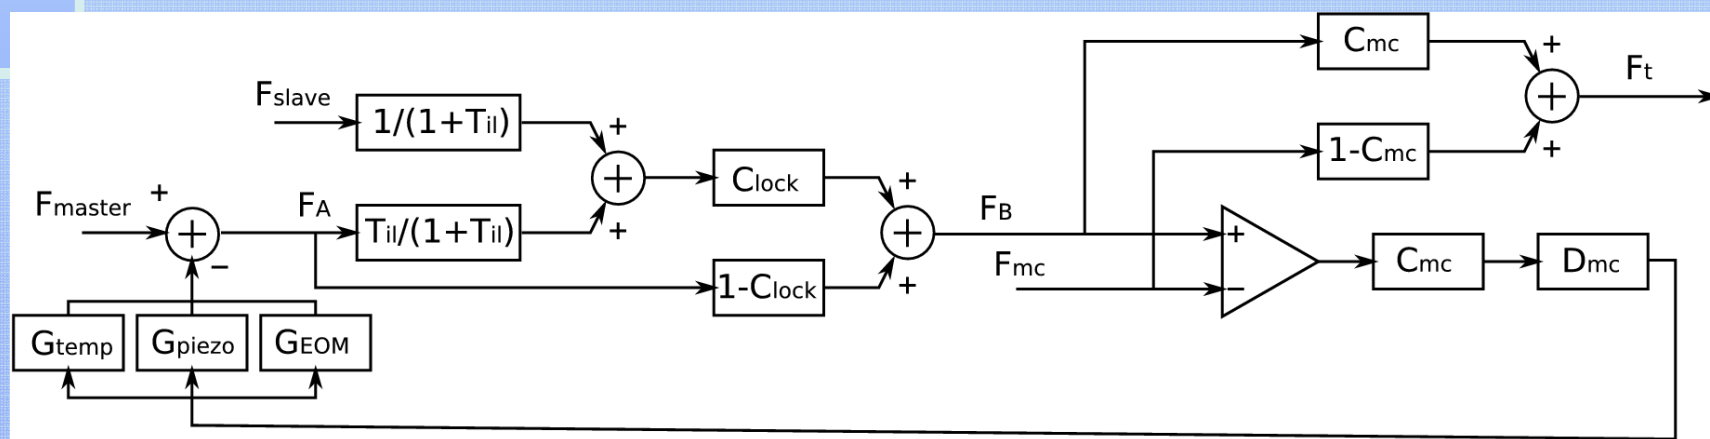 Cmc
+
Ft
Fslave
1/(1+Til)
+
1-Cmc
+
+
Clock
+
Fmaster
+
FA
Til/(1+Til)
+
FB
+
+
+
−
Fmc
Cmc
Dmc
1-Clock
+
−
Gtemp
Gpiezo
GEOM